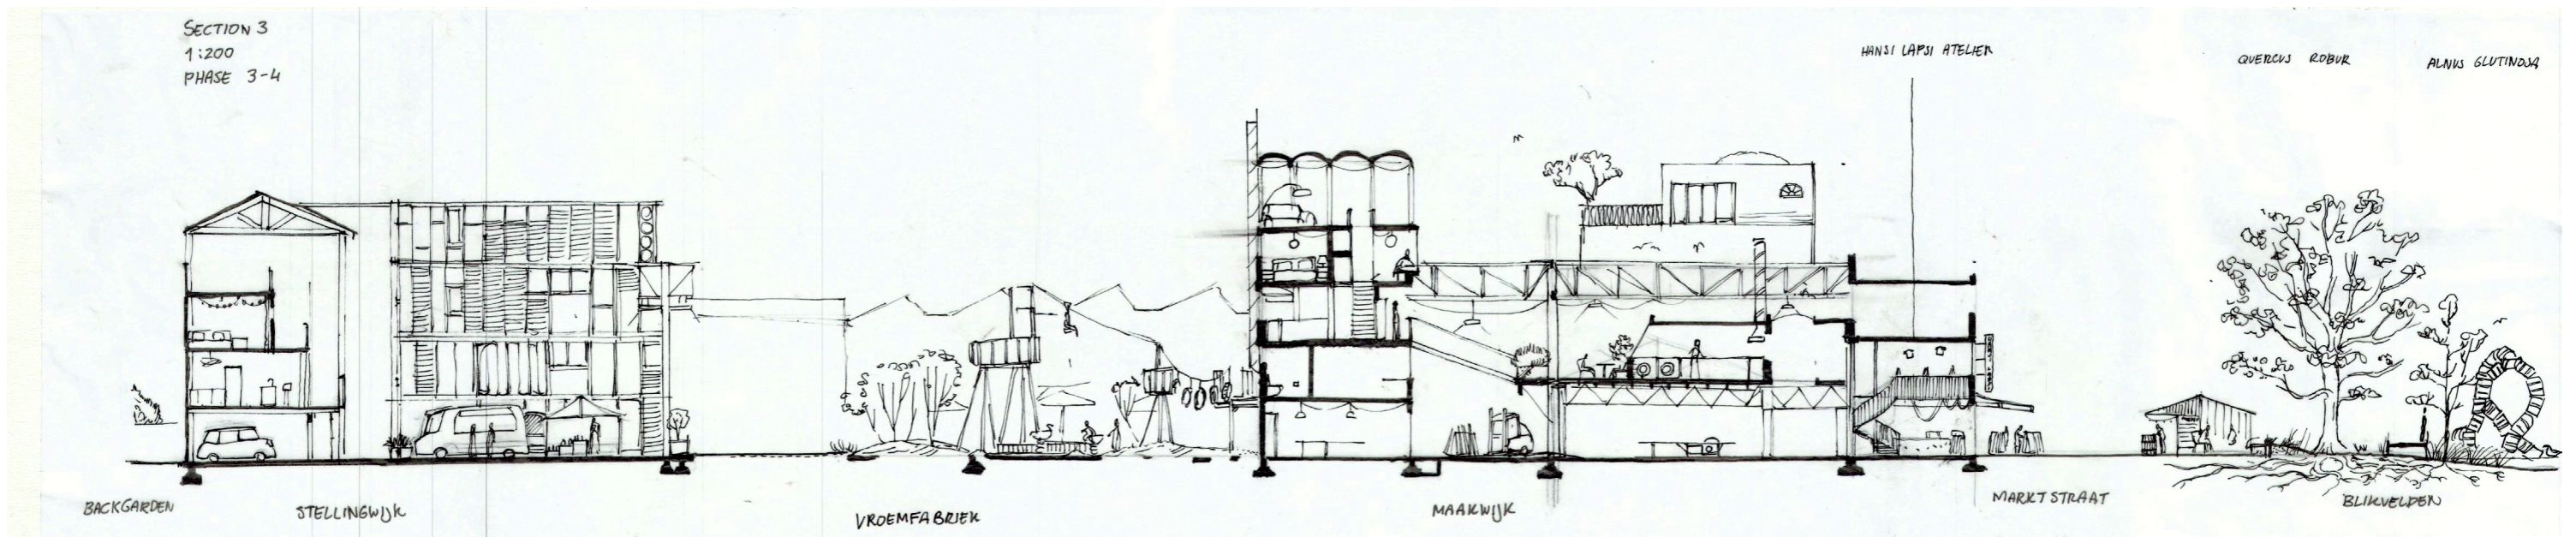 SECTION 3
1:200
PHASE 3-4
HANSI LAPSI ATELIER
QUERCUS ROBUR
ALNUS GLUTINOSA
BACKGARDEN
STELLINGWIJK
VROEMFABRIEK
MAAKWIJK
MARKTSTRAAT
BLIKVELDEN